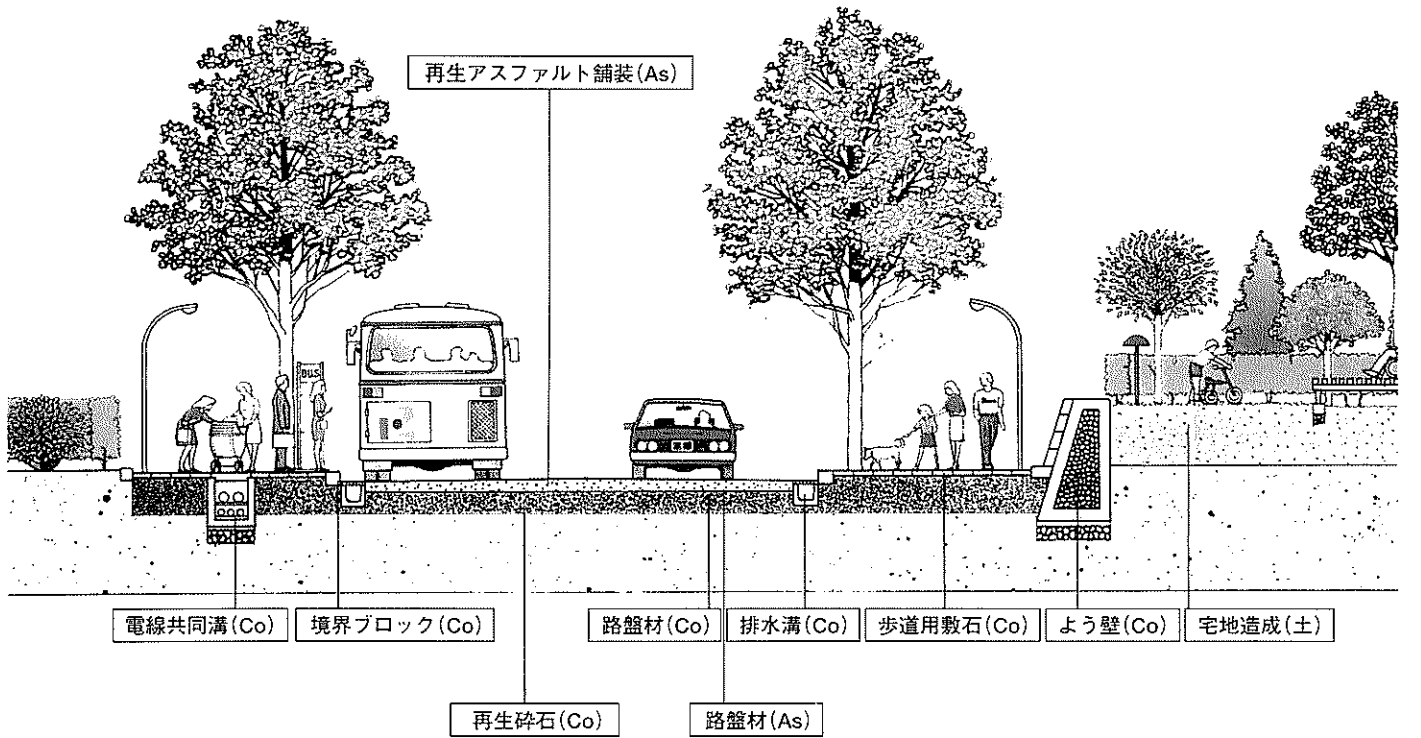 再生アスファルト舗装(As)
BUS
電線共同溝(Co)
境界ブロック(Co)
路盤材(Co)
排水溝(Co)
歩道用敷石(Co)
よう壁(Co)
宅地造成(土)
再生砕石(Co)
路盤材(As)